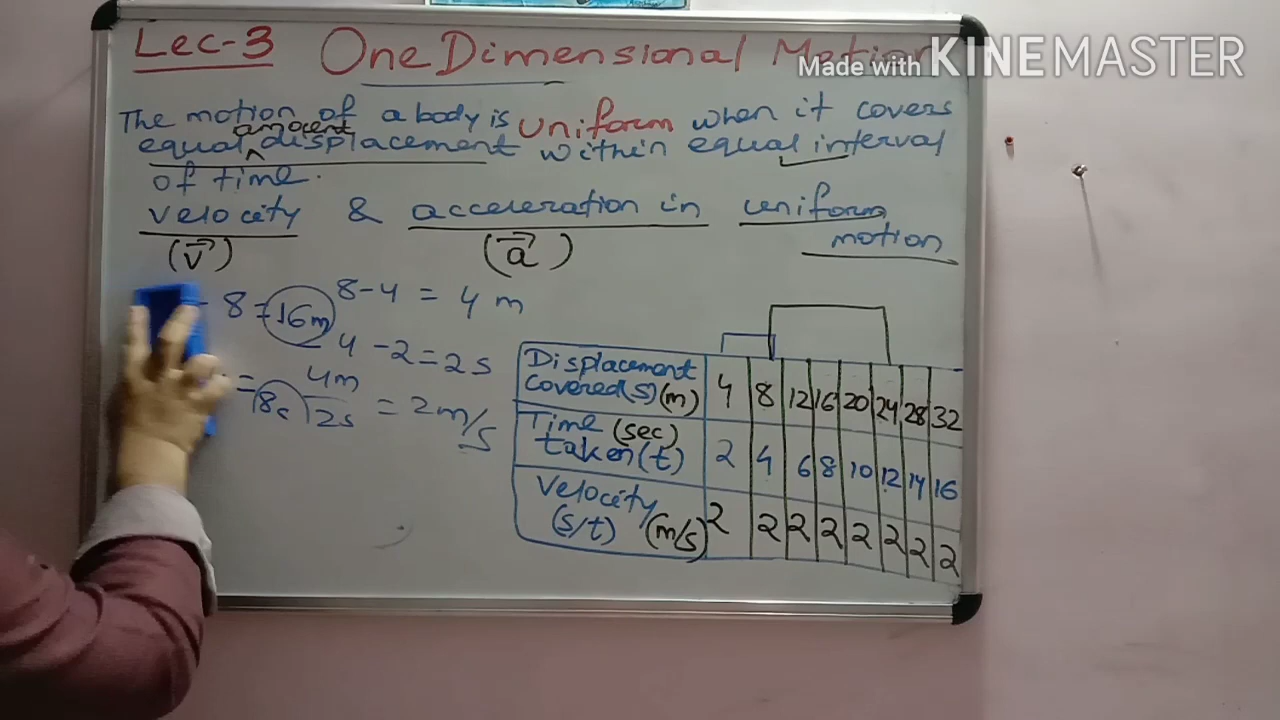 Lec-3 One Dimensional Motion
Made with KINEMASTER
The motion of a body is uniform when it covers
amount
equal ^ displacement within equal interval
of time.
velocity & acceleration in uniform
motion
(v⃗) (a⃗)
- 8 = 16m 8-4 = 4 m
4 - 2 = 2s
= 8s 4m/2s = 2m/s
Displacement covered(s)(m) 4 8 12 16 20 24 28 32
Time (sec) taken(t) 2 4 6 8 10 12 14 16
Velocity (s/t) (m/s) 2 2 2 2 2 2 2 2